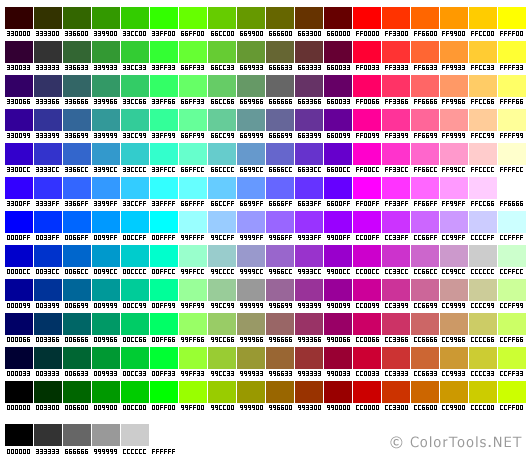 330000 333300 336600 339900 33CC00 33FF00 66FF00 66CC00 669900 666600 663300 660000 FF0000 FF3300 FF6600 FF9900 FFCC00 FFFF00
330033 333333 336633 339933 33CC33 33FF33 66FF33 66CC33 669933 666633 663333 660033 FF0033 FF3333 FF6633 FF9933 FFCC33 FFFF33
330066 333366 336666 339966 33CC66 33FF66 66FF66 66CC66 669966 666666 663366 660066 FF0066 FF3366 FF6666 FF9966 FFCC66 FFFF66
330099 333399 336699 339999 33CC99 33FF99 66FF99 66CC99 669999 666699 663399 660099 FF0099 FF3399 FF6699 FF9999 FFCC99 FFFF99
3300CC 3333CC 3366CC 3399CC 33CCCC 33FFCC 66FFCC 66CCCC 6699CC 6666CC 6633CC 6600CC FF00CC FF33CC FF66CC FF99CC FFCCCC FFFFCC
3300FF 3333FF 3366FF 3399FF 33CCFF 33FFFF 66FFFF 66CCFF 6699FF 6666FF 6633FF 6600FF FF00FF FF33FF FF66FF FF99FF FFCCFF FF6666
0000FF 0033FF 0066FF 0099FF 00CCFF 00FFFF 99FFFF 99CCFF 9999FF 9966FF 9933FF 9900FF CC00FF CC33FF CC66FF CC99FF CCCCFF CCFFFF
0000CC 0033CC 0066CC 0099CC 00CCCC 00FFCC 99FFCC 99CCCC 9999CC 9966CC 9933CC 9900CC CC00CC CC33CC CC66CC CC99CC CCCCCC CCFFCC
000099 003399 006699 009999 00CC99 00FF99 99FF99 99CC99 999999 996699 993399 990099 CC0099 CC3399 CC6699 CC9999 CCCC99 CCFF99
000066 003366 006666 009966 00CC66 00FF66 99FF66 99CC66 999966 996666 993366 990066 CC0066 CC3366 CC6666 CC9966 CCCC66 CCFF66
000033 003333 006633 009933 00CC33 00FF33 99FF33 99CC33 999933 996633 993333 990033 CC0033 CC3333 CC6633 CC9933 CCCC33 CCFF33
000000 003300 006600 009900 00CC00 00FF00 99FF00 99CC00 999900 996600 993300 990000 CC0000 CC3300 CC6600 CC9900 CCCC00 CCFF00
000000 333333 666666 999999 CCCCCC FFFFFF
© ColorTools.NET